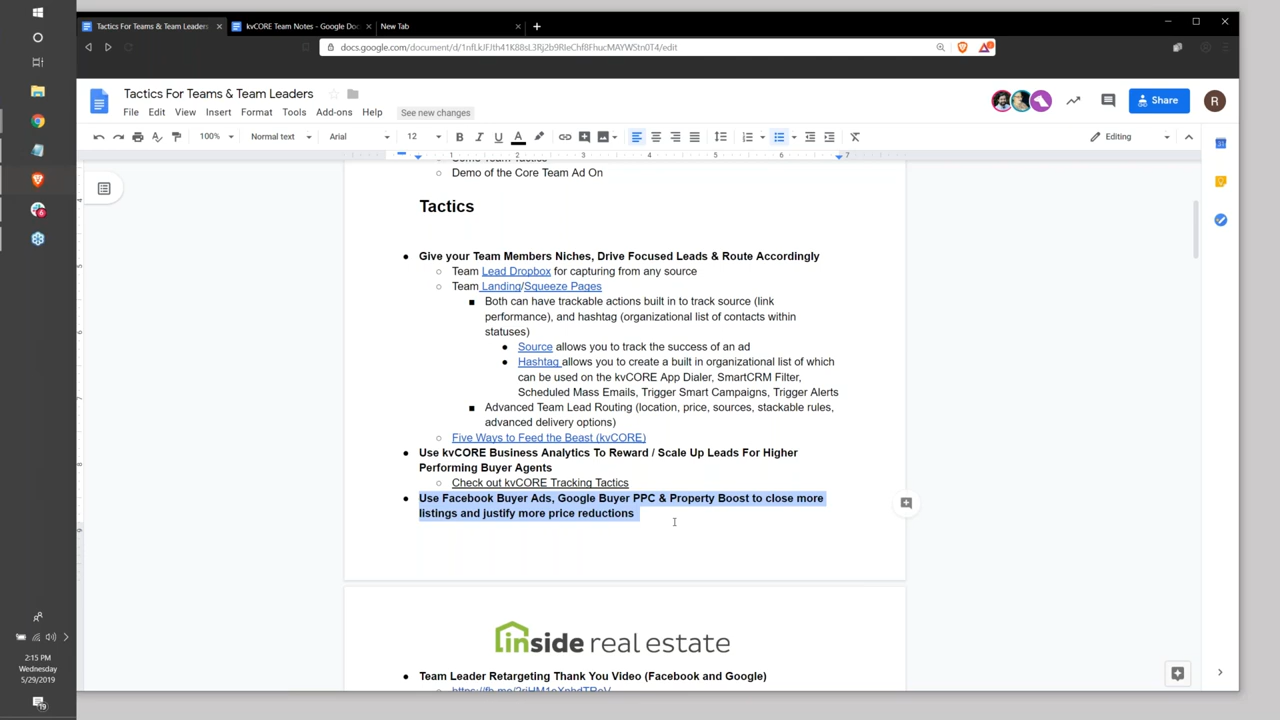 Tactics For Teams & Team Leaders
kvCORE Team Notes - Google Doc
New Tab
docs.google.com/document/d/1nfLkJFJth41K88sL3Rj2b9RIeChf8FhucMAYWStn0T4/edit
Tactics For Teams & Team Leaders
File Edit View Insert Format Tools Add-ons Help See new changes
Share
R
100% Normal text Arial 12 Editing
1 2 3 4 5 6 7
Demo of the Core Team Ad On
Tactics
Give your Team Members Niches, Drive Focused Leads & Route Accordingly
Team Lead Dropbox for capturing from any source
Team Landing/Squeeze Pages
Both can have trackable actions built in to track source (link
performance), and hashtag (organizational list of contacts within
statuses)
Source allows you to track the success of an ad
Hashtag allows you to create a built in organizational list of which
can be used on the kvCORE App Dialer, SmartCRM Filter,
Scheduled Mass Emails, Trigger Smart Campaigns, Trigger Alerts
Advanced Team Lead Routing (location, price, sources, stackable rules,
advanced delivery options)
Five Ways to Feed the Beast (kvCORE)
Use kvCORE Business Analytics To Reward / Scale Up Leads For Higher
Performing Buyer Agents
Check out kvCORE Tracking Tactics
Use Facebook Buyer Ads, Google Buyer PPC & Property Boost to close more
listings and justify more price reductions
inside real estate
Team Leader Retargeting Thank You Video (Facebook and Google)
2:15 PM
Wednesday
5/29/2019
19